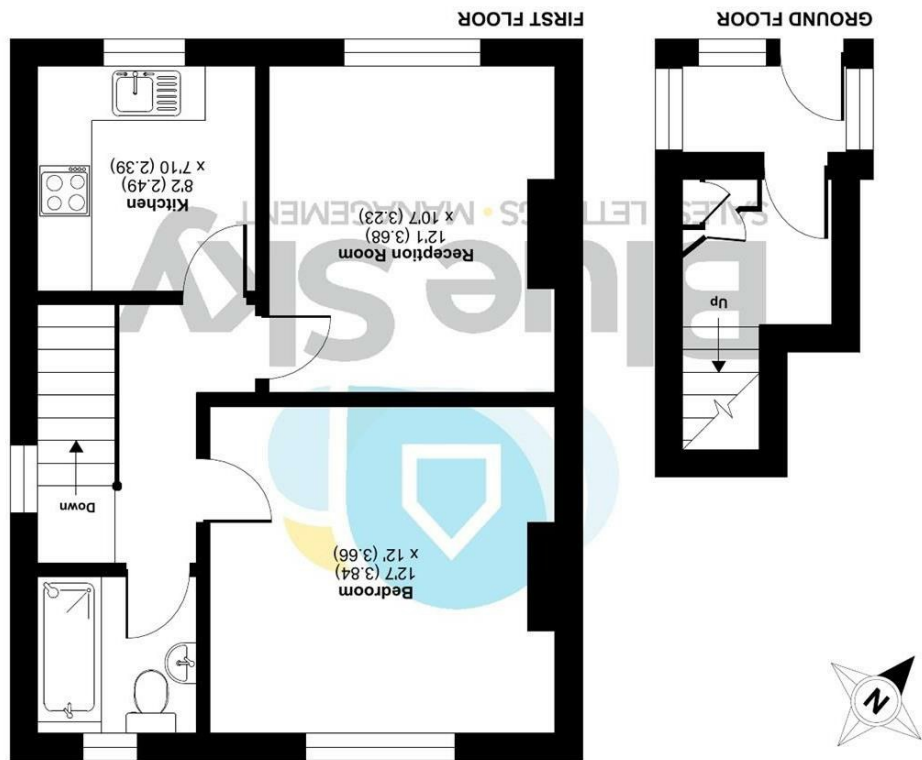 Bedroom
12'7 (3.84)
x 12' (3.66)
Down
Up
Reception Room
12'1 (3.68)
x 10'7 (3.23)
Kitchen
8'2 (2.49)
x 7'10 (2.39)
Blue Sky
SALES • LETTINGS • MANAGEMENT
GROUND FLOOR
FIRST FLOOR
N